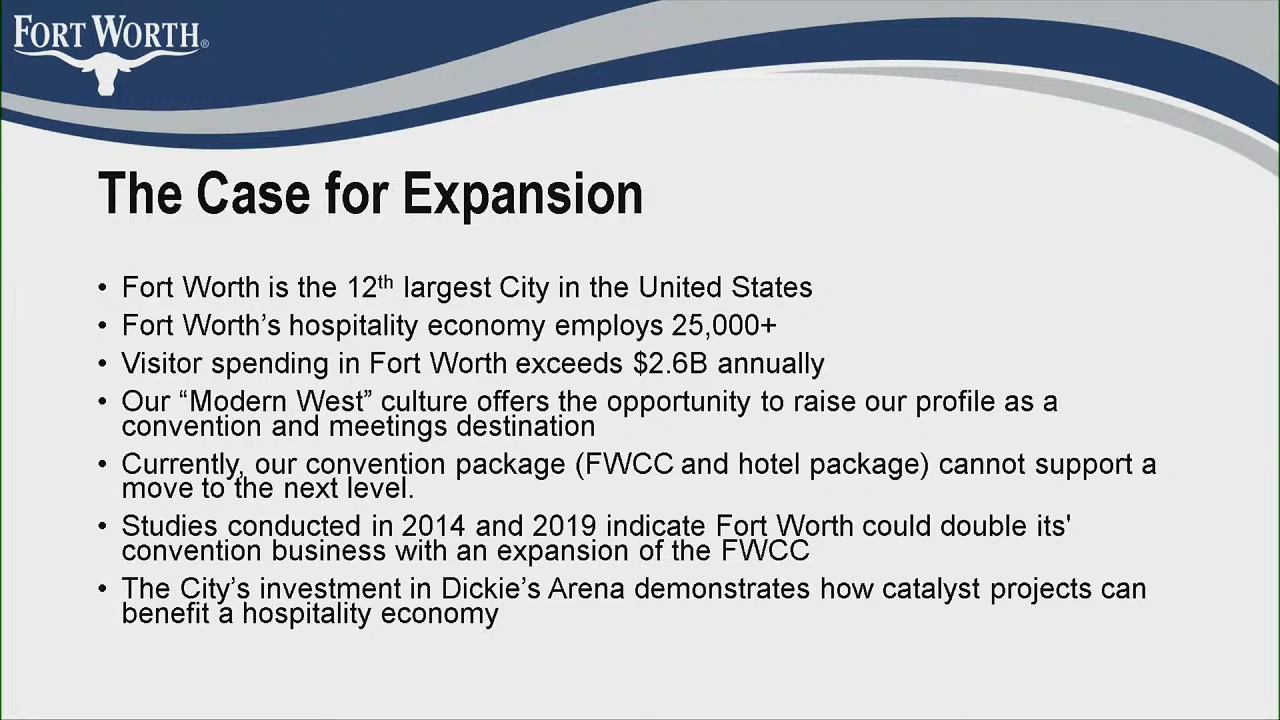 FORT WORTH®
The Case for Expansion
• Fort Worth is the 12th largest City in the United States
• Fort Worth’s hospitality economy employs 25,000+
• Visitor spending in Fort Worth exceeds $2.6B annually
• Our “Modern West” culture offers the opportunity to raise our profile as a
convention and meetings destination
• Currently, our convention package (FWCC and hotel package) cannot support a
move to the next level.
• Studies conducted in 2014 and 2019 indicate Fort Worth could double its'
convention business with an expansion of the FWCC
• The City’s investment in Dickie’s Arena demonstrates how catalyst projects can
benefit a hospitality economy